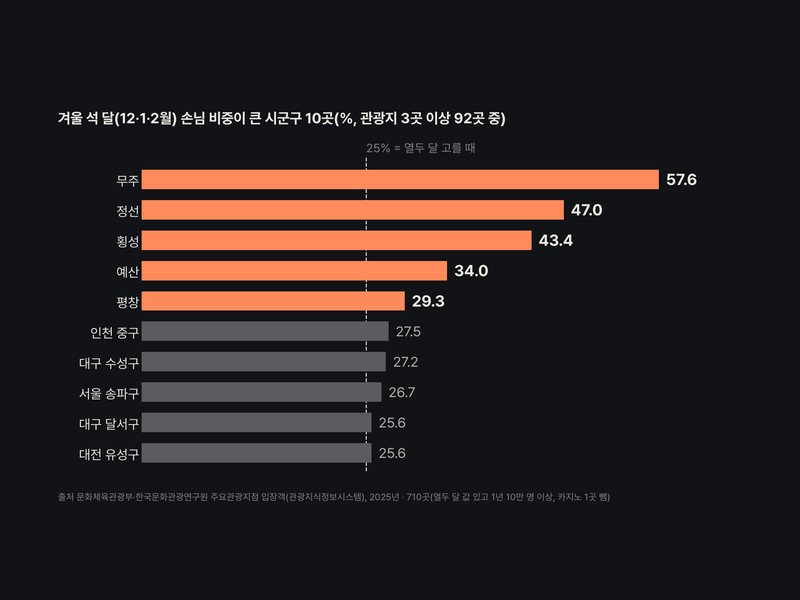 겨울 석 달(12·1·2월) 손님 비중이 큰 시군구 10곳(%, 관광지 3곳 이상 92곳 중)
25% = 열두 달 고를 때
무주 57.6
정선 47.0
횡성 43.4
예산 34.0
평창 29.3
인천 중구 27.5
대구 수성구 27.2
서울 송파구 26.7
대구 달서구 25.6
대전 유성구 25.6
출처 문화체육관광부·한국문화관광연구원 주요관광지점 입장객(관광지식정보시스템), 2025년 · 710곳(열두 달 값 있고 1년 10만 명 이상, 카지노 1곳 뺌)